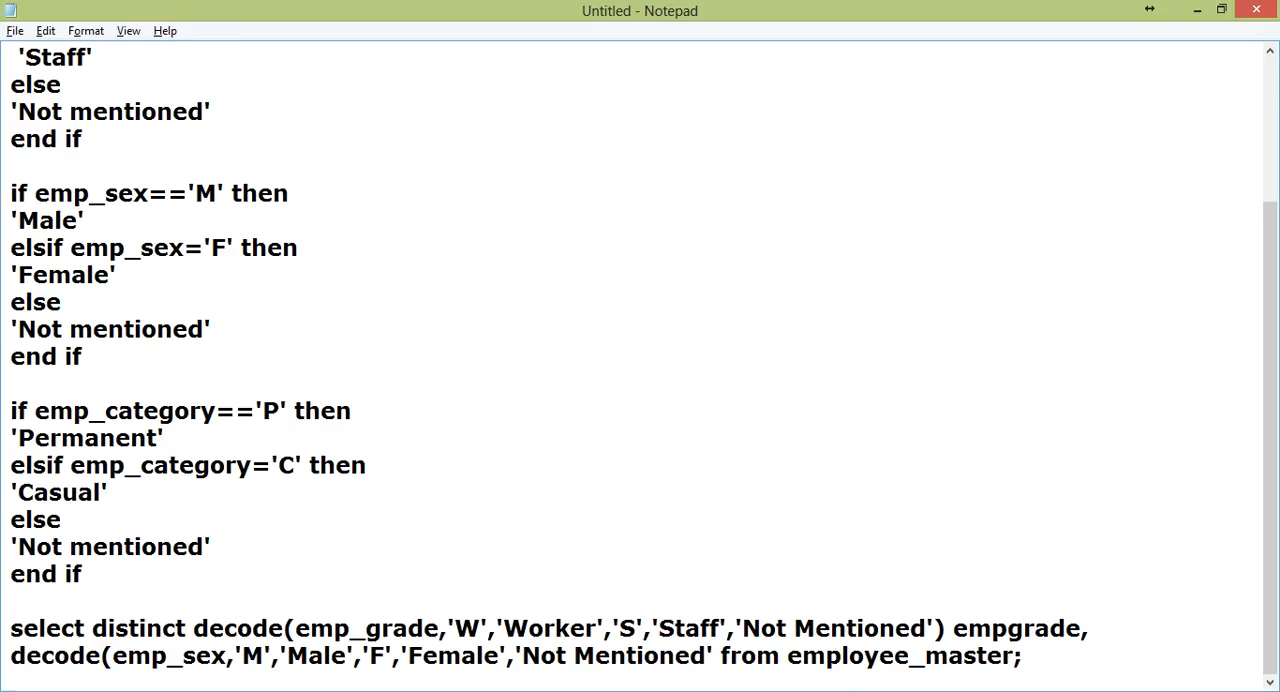 Untitled - Notepad
File Edit Format View Help
'Staff'
else
'Not mentioned'
end if
if emp_sex=='M' then
'Male'
elsif emp_sex='F' then
'Female'
else
'Not mentioned'
end if
if emp_category=='P' then
'Permanent'
elsif emp_category='C' then
'Casual'
else
'Not mentioned'
end if
select distinct decode(emp_grade,'W','Worker','S','Staff','Not Mentioned') empgrade,
decode(emp_sex,'M','Male','F','Female','Not Mentioned' from employee_master;